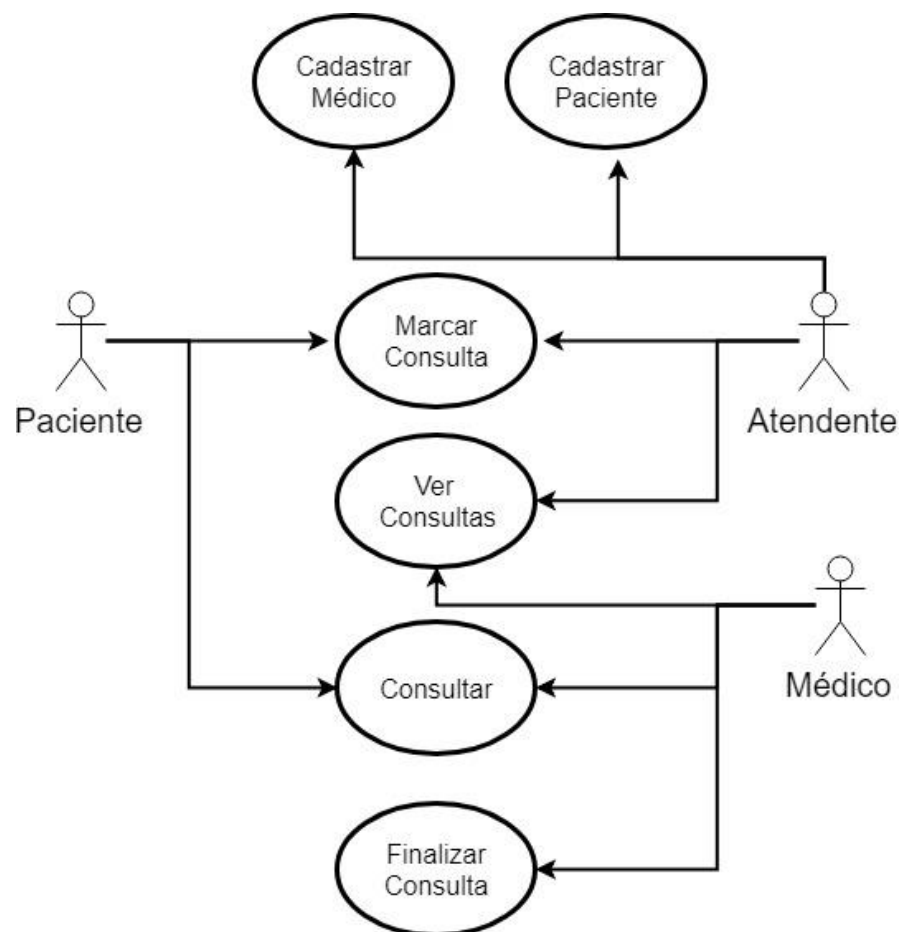 Cadastrar
Médico
Cadastrar
Paciente
Marcar
Consulta
Paciente
Atendente
Ver
Consultas
Consultar
Médico
Finalizar
Consulta